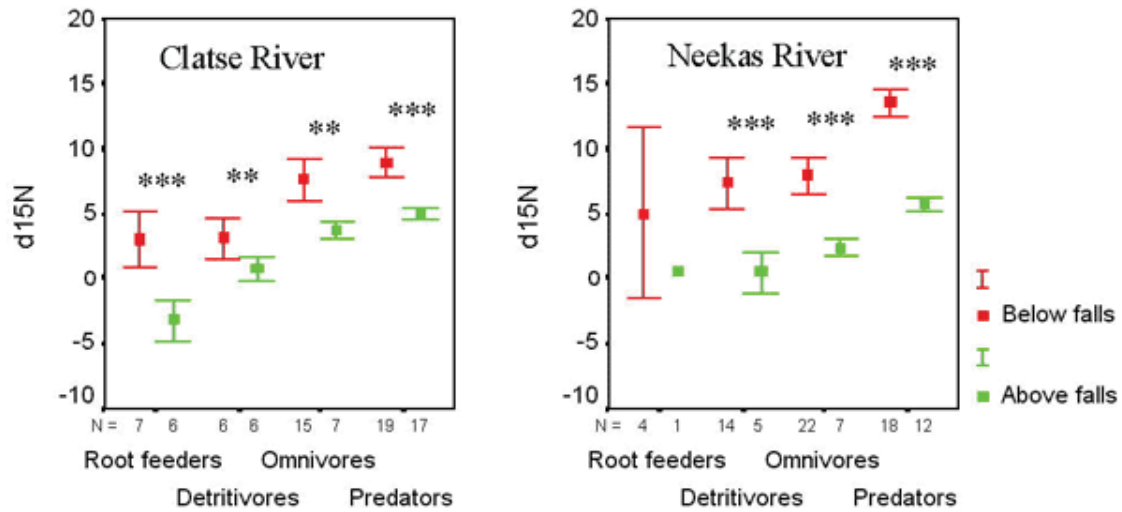 Clatse River
d15N
20
15
10
5
0
-5
-10
*** ** ** ***
N = 7 6 6 6 15 7 19 17
Root feeders Omnivores
Detritivores Predators
Neekas River
d15N
20
15
10
5
0
-5
-10
*** *** ***
N = 4 1 14 5 22 7 18 12
Root feeders Omnivores
Detritivores Predators
Below falls
Above falls